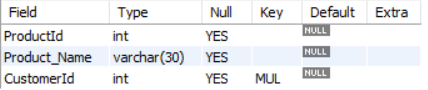 Field Type Null Key Default Extra
ProductId int YES NULL
Product_Name varchar(30) YES NULL
CustomerId int YES MUL NULL